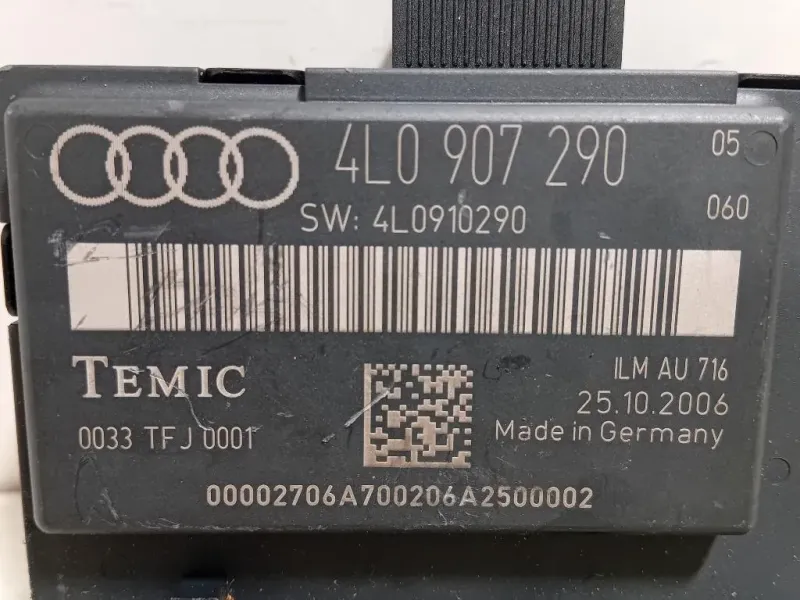 4L0 907 290 05
SW: 4L0910290 060
TEMIC
ILM AU 716
25.10.2006
0033 TFJ 0001
Made in Germany
00002706A700206A2500002